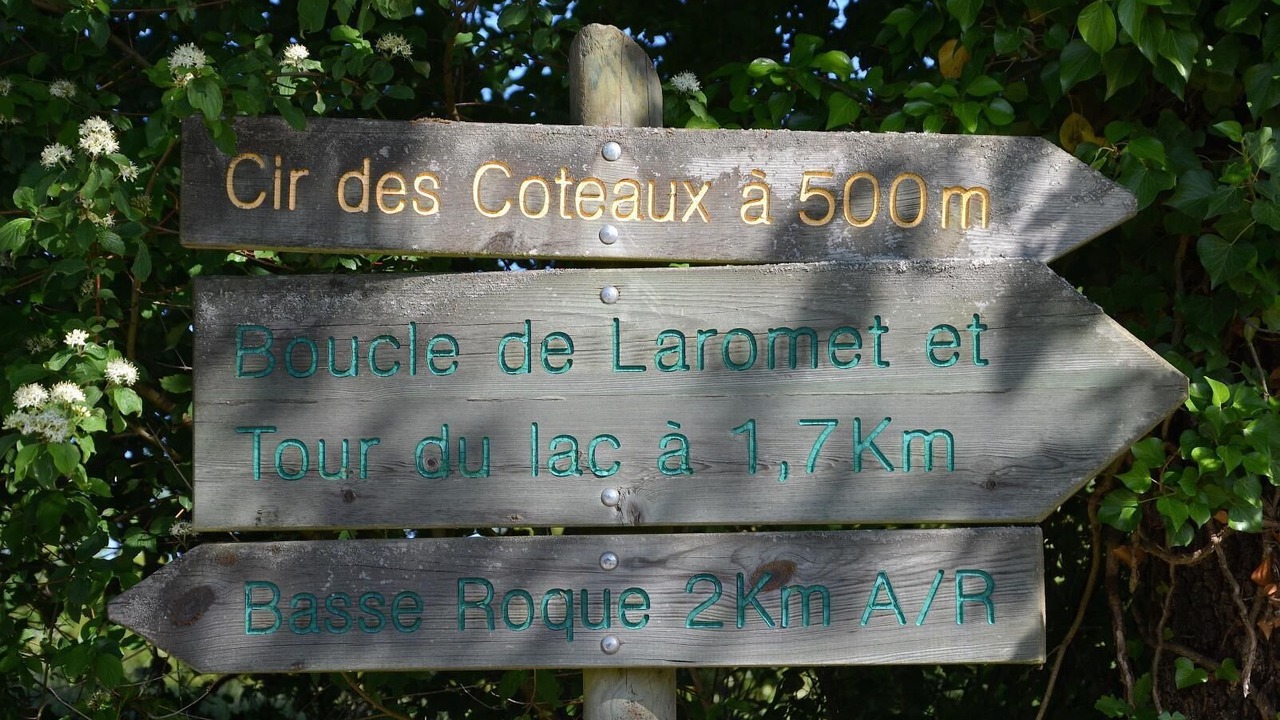 Cir des Coteaux à 500m
Boucle de Laromet et
Tour du lac à 1,7Km
Basse Roque 2Km A/R